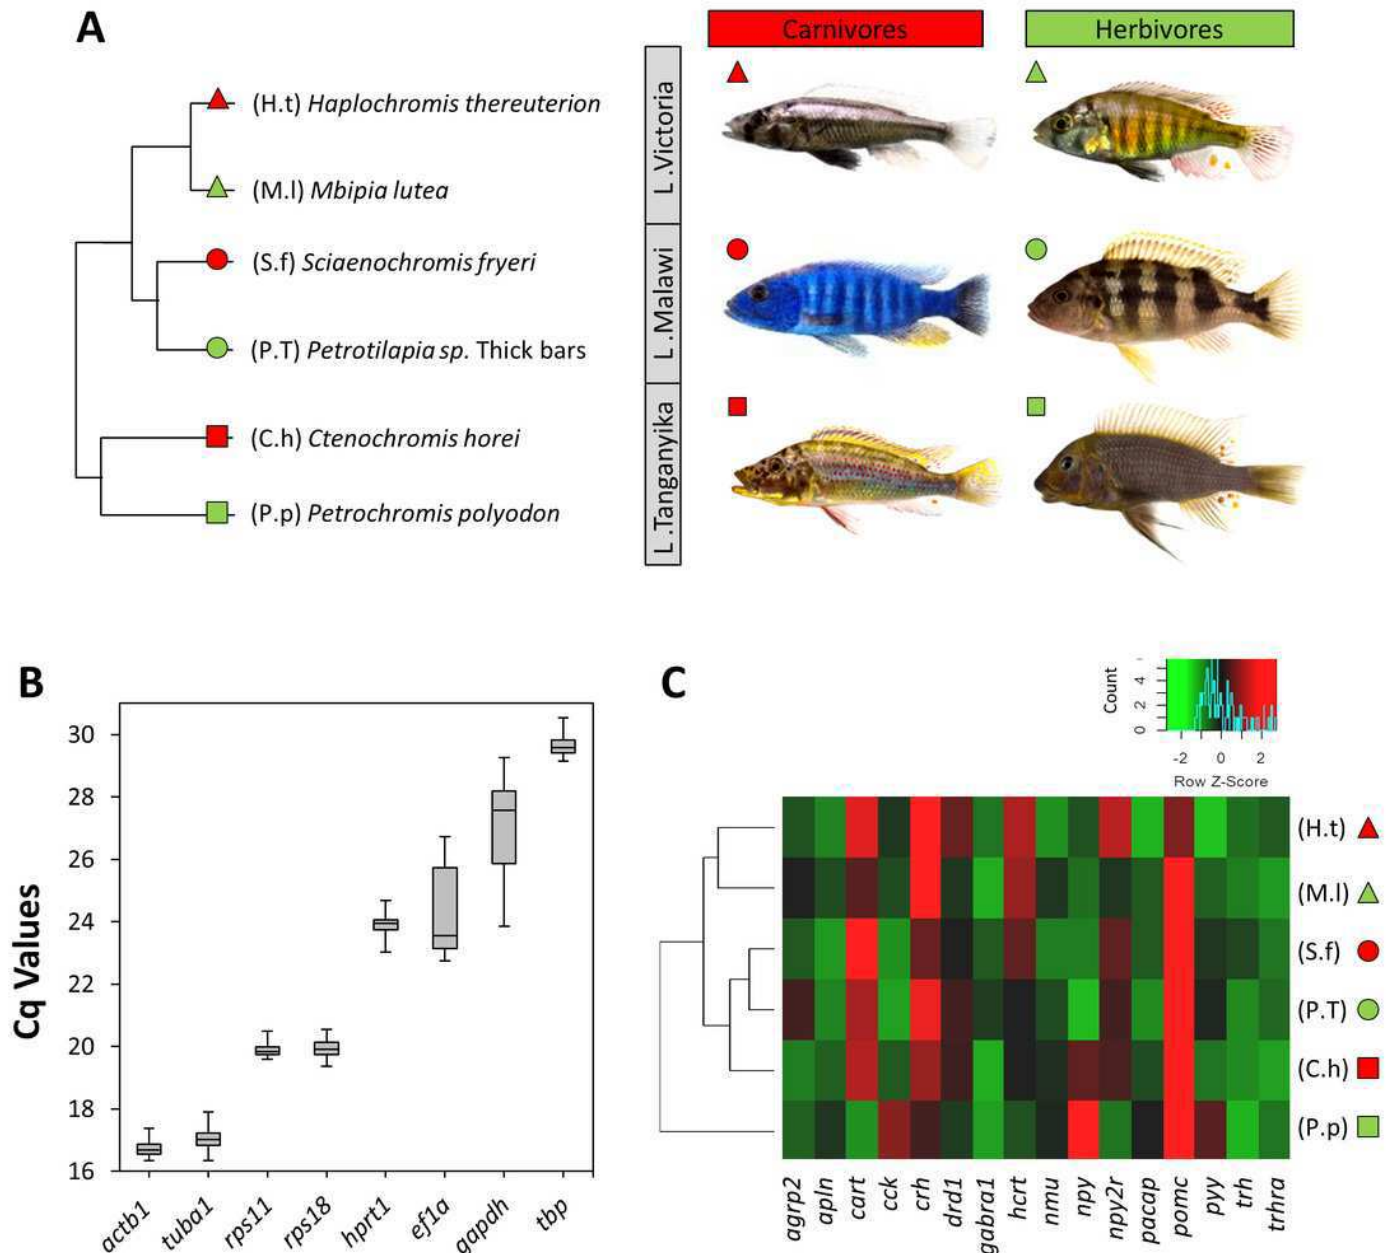 A
Carnivores
Herbivores
(H.t) Haplochromis thereuterion
(M.l) Mbipia lutea
(S.f) Sciaenochromis fryeri
(P.T) Petrotilapia sp. Thick bars
(C.h) Ctenochromis horei
(P.p) Petrochromis polyodon
L.Victoria
L.Malawi
L.Tanganyika
B
Cq Values
30
28
26
24
22
20
18
16
actb1
tuba1
rps11
rps18
hprt1
ef1a
gapdh
tbp
C
Count
4
2
0
-2 0 2
Row Z-Score
(H.t)
(M.l)
(S.f)
(P.T)
(C.h)
(P.p)
agrp2
apln
cart
cck
crh
drd1
gabra1
hcrt
nmu
npy
npy2r
pacap
pomc
pyy
trh
trhra